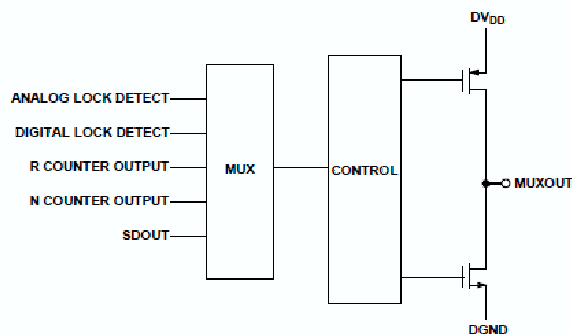 DVDD
ANALOG LOCK DETECT
DIGITAL LOCK DETECT
R COUNTER OUTPUT
N COUNTER OUTPUT
SDOUT
MUX
CONTROL
MUXOUT
DGND